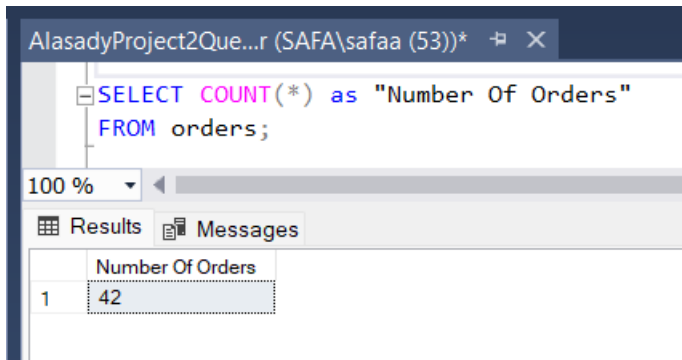 AlasadyProject2Que...r (SAFA\safaa (53))*
SELECT COUNT(*) as "Number Of Orders"
FROM orders;
100 %
Results Messages
Number Of Orders
1 42